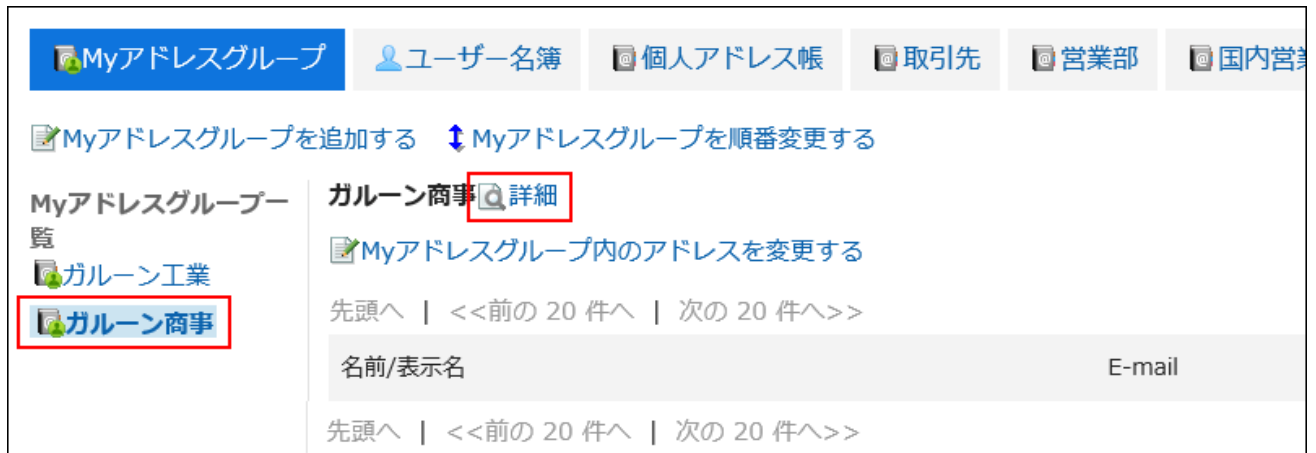 Myアドレスグループ ユーザー名簿 個人アドレス帳 取引先 営業部 国内営業
Myアドレスグループを追加する Myアドレスグループを順番変更する
Myアドレスグループ一
覧
ガルーン工業
ガルーン商事
ガルーン商事 詳細
Myアドレスグループ内のアドレスを変更する
先頭へ | <<前の 20 件へ | 次の 20 件へ>>
名前/表示名 E-mail
先頭へ | <<前の 20 件へ | 次の 20 件へ>>